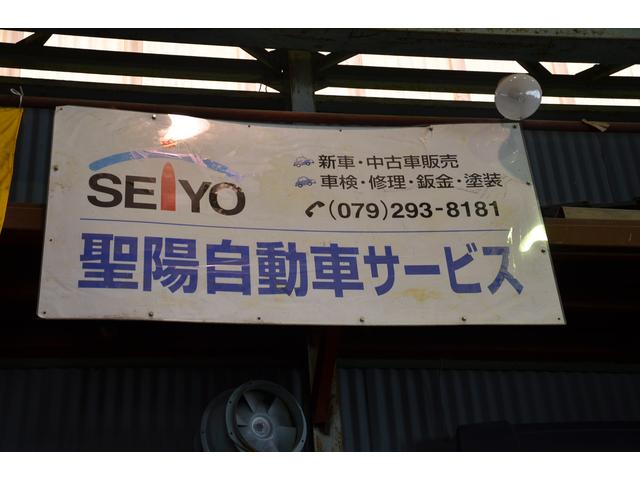 SEIYO
新車・中古車販売
車検・修理・鈑金・塗装
(079)293-8181
聖陽自動車サービス